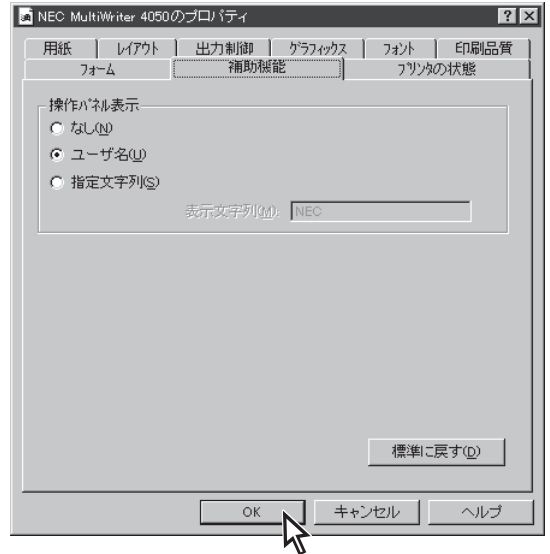 NEC MultiWriter 4050のプロパティ
用紙 レイアウト 出力制御 グラフィックス フォント 印刷品質
フォーム 補助機能 プリンタの状態
操作パネル表示
なし(N)
ユーザ名(U)
指定文字列(S)
表示文字列(M): NEC
標準に戻す(D)
OK キャンセル ヘルプ